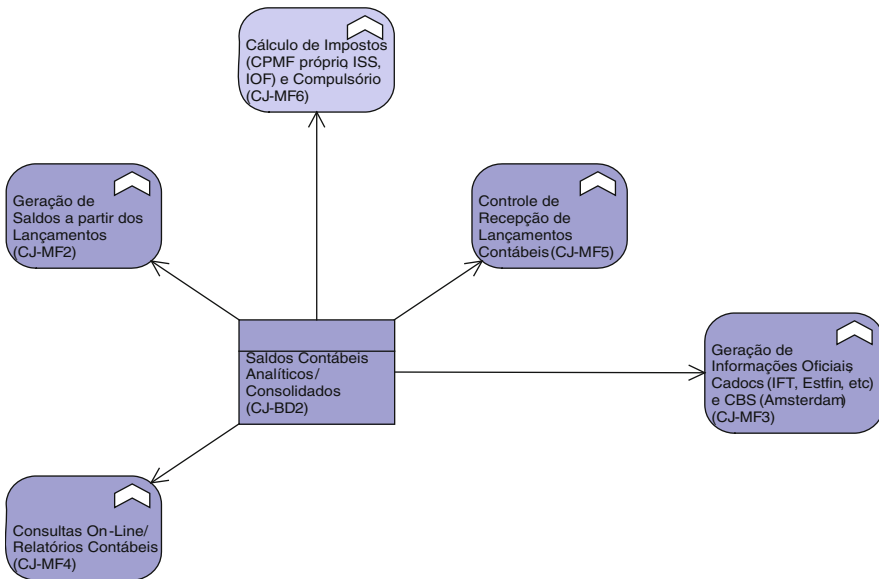 Cálculo de Impostos
(CPMF próprio, ISS,
IOF) e Compulsório
(CJ-MF6)
Geração de
Saldos a partir dos
Lançamentos
(CJ-MF2)
Controle de
Recepção de
Lançamentos
Contábeis (CJ-MF5)
Saldos Contábeis
Analíticos/
Consolidados
(CJ-BD2)
Geração de
Informações Oficiais,
Cadocs (IFT, Estfin, etc)
e CBS (Amsterdam)
(CJ-MF3)
Consultas On-Line/
Relatórios Contábeis
(CJ-MF4)